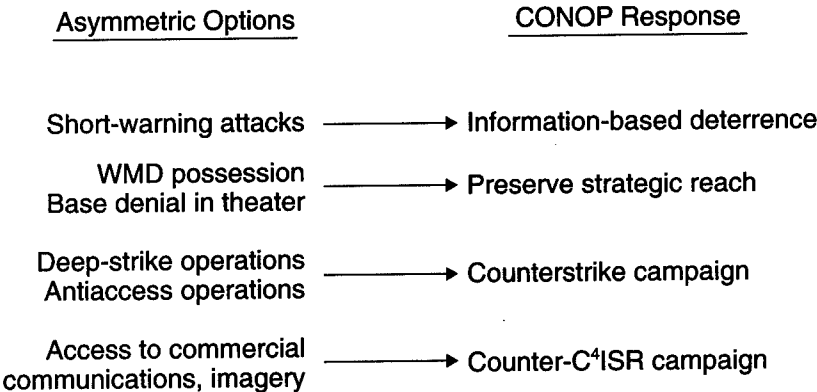 Asymmetric Options
CONOP Response
Short-warning attacks
Information-based deterrence
WMD possession
Base denial in theater
Preserve strategic reach
Deep-strike operations
Antiaccess operations
Counterstrike campaign
Access to commercial
communications, imagery
Counter-C⁴ISR campaign